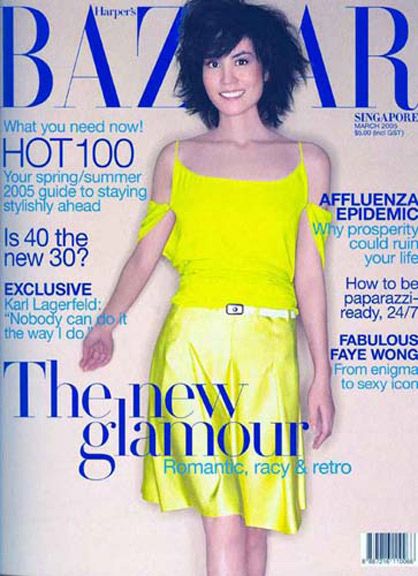 Harper's
BAZAAR
SINGAPORE
MARCH 2005
$5.00 (incl GST)
What you need now!
HOT 100
Your spring/summer
2005 guide to staying
stylishly ahead
Is 40 the
new 30?
EXCLUSIVE
Karl Lagerfeld:
"Nobody can do it
the way I do"
AFFLUENZA
EPIDEMIC
Why prosperity
could ruin
your life
How to be
paparazzi-
ready, 24/7
FABULOUS
FAYE WONG
From enigma
to sexy icon
The new
glamour
Romantic, racy & retro